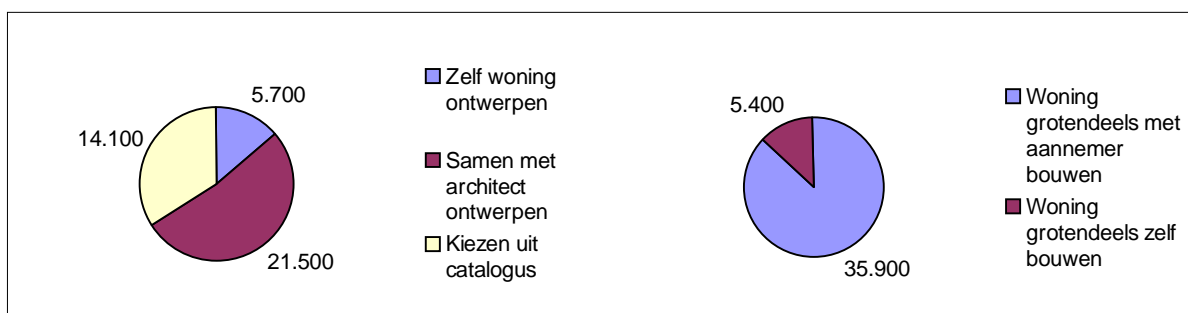 5.700
14.100
21.500
Zelf woning
ontwerpen
Samen met
architect
ontwerpen
Kiezen uit
catalogus
5.400
35.900
Woning
grotendeels met
aannemer
bouwen
Woning
grotendeels zelf
bouwen